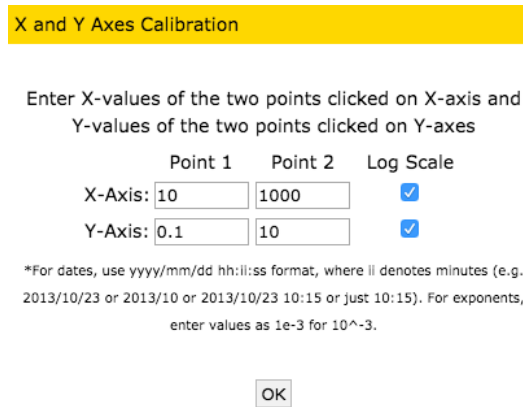 X and Y Axes Calibration
Enter X-values of the two points clicked on X-axis and
Y-values of the two points clicked on Y-axes
Point 1 Point 2 Log Scale
X-Axis: 10 1000
Y-Axis: 0.1 10
*For dates, use yyyy/mm/dd hh:ii:ss format, where ii denotes minutes (e.g.
2013/10/23 or 2013/10 or 2013/10/23 10:15 or just 10:15). For exponents,
enter values as 1e-3 for 10^-3.
OK